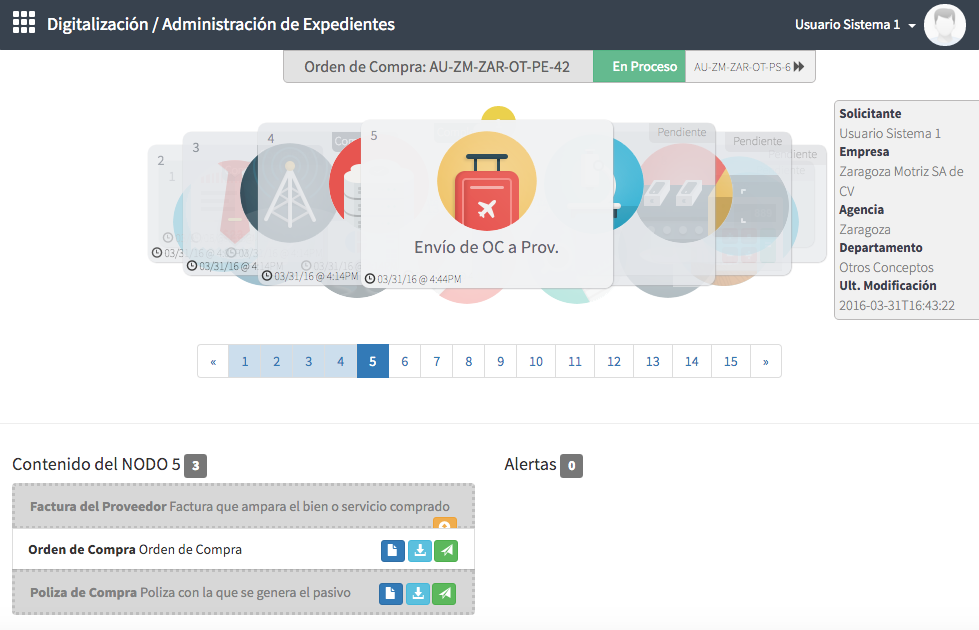 Digitalización / Administración de Expedientes
Usuario Sistema 1
Orden de Compra: AU-ZM-ZAR-OT-PE-42
En Proceso
AU-ZM-ZAR-OT-PS-6
Solicitante
Usuario Sistema 1
Empresa
Zaragoza Motriz SA de
CV
Agencia
Zaragoza
Departamento
Otros Conceptos
Ult. Modificación
2016-03-31T16:43:22
1
2
3
4
5
Pendiente
Pendiente
Envío de OC a Prov.
03/31/16 @ 4:14PM
03/31/16 @ 4:44PM
« 1 2 3 4 5 6 7 8 9 10 11 12 13 14 15 »
Contenido del NODO 5 3
Factura del Proveedor Factura que ampara el bien o servicio comprado
Orden de Compra Orden de Compra
Poliza de Compra Poliza con la que se genera el pasivo
Alertas 0